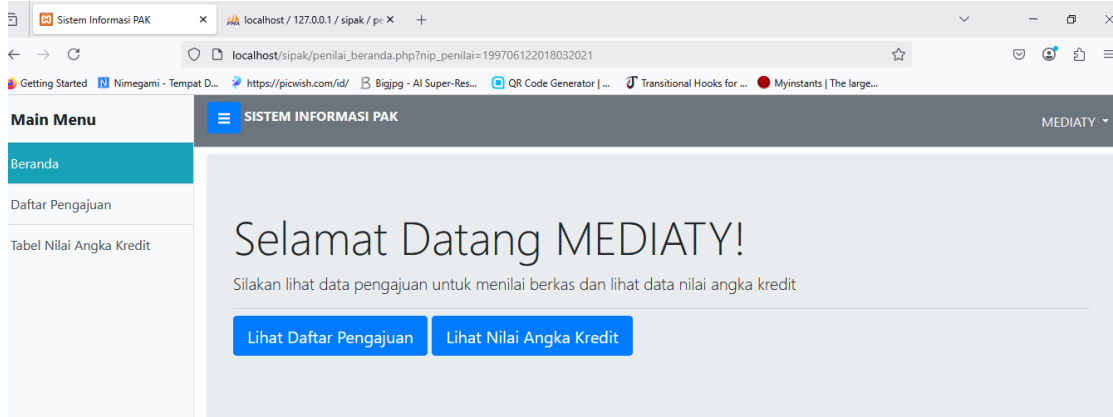 Sistem Informasi PAK
localhost / 127.0.0.1 / sipak / pe
localhost/sipak/penilai_beranda.php?nip_penilai=199706122018032021
Getting Started
Nimegami - Tempat D...
https://picwish.com/id/
Bigjpg - AI Super-Res...
QR Code Generator | ...
Transitional Hooks for ...
Myinstants | The large...
Main Menu
SISTEM INFORMASI PAK
MEDIATY
Beranda
Daftar Pengajuan
Tabel Nilai Angka Kredit
Selamat Datang MEDIATY!
Silakan lihat data pengajuan untuk menilai berkas dan lihat data nilai angka kredit
Lihat Daftar Pengajuan
Lihat Nilai Angka Kredit